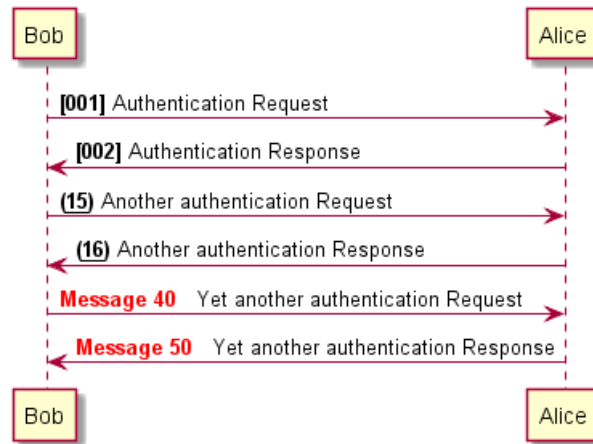 Bob Alice
[001] Authentication Request
[002] Authentication Response
(15) Another authentication Request
(16) Another authentication Response
Message 40 Yet another authentication Request
Message 50 Yet another authentication Response
Bob Alice